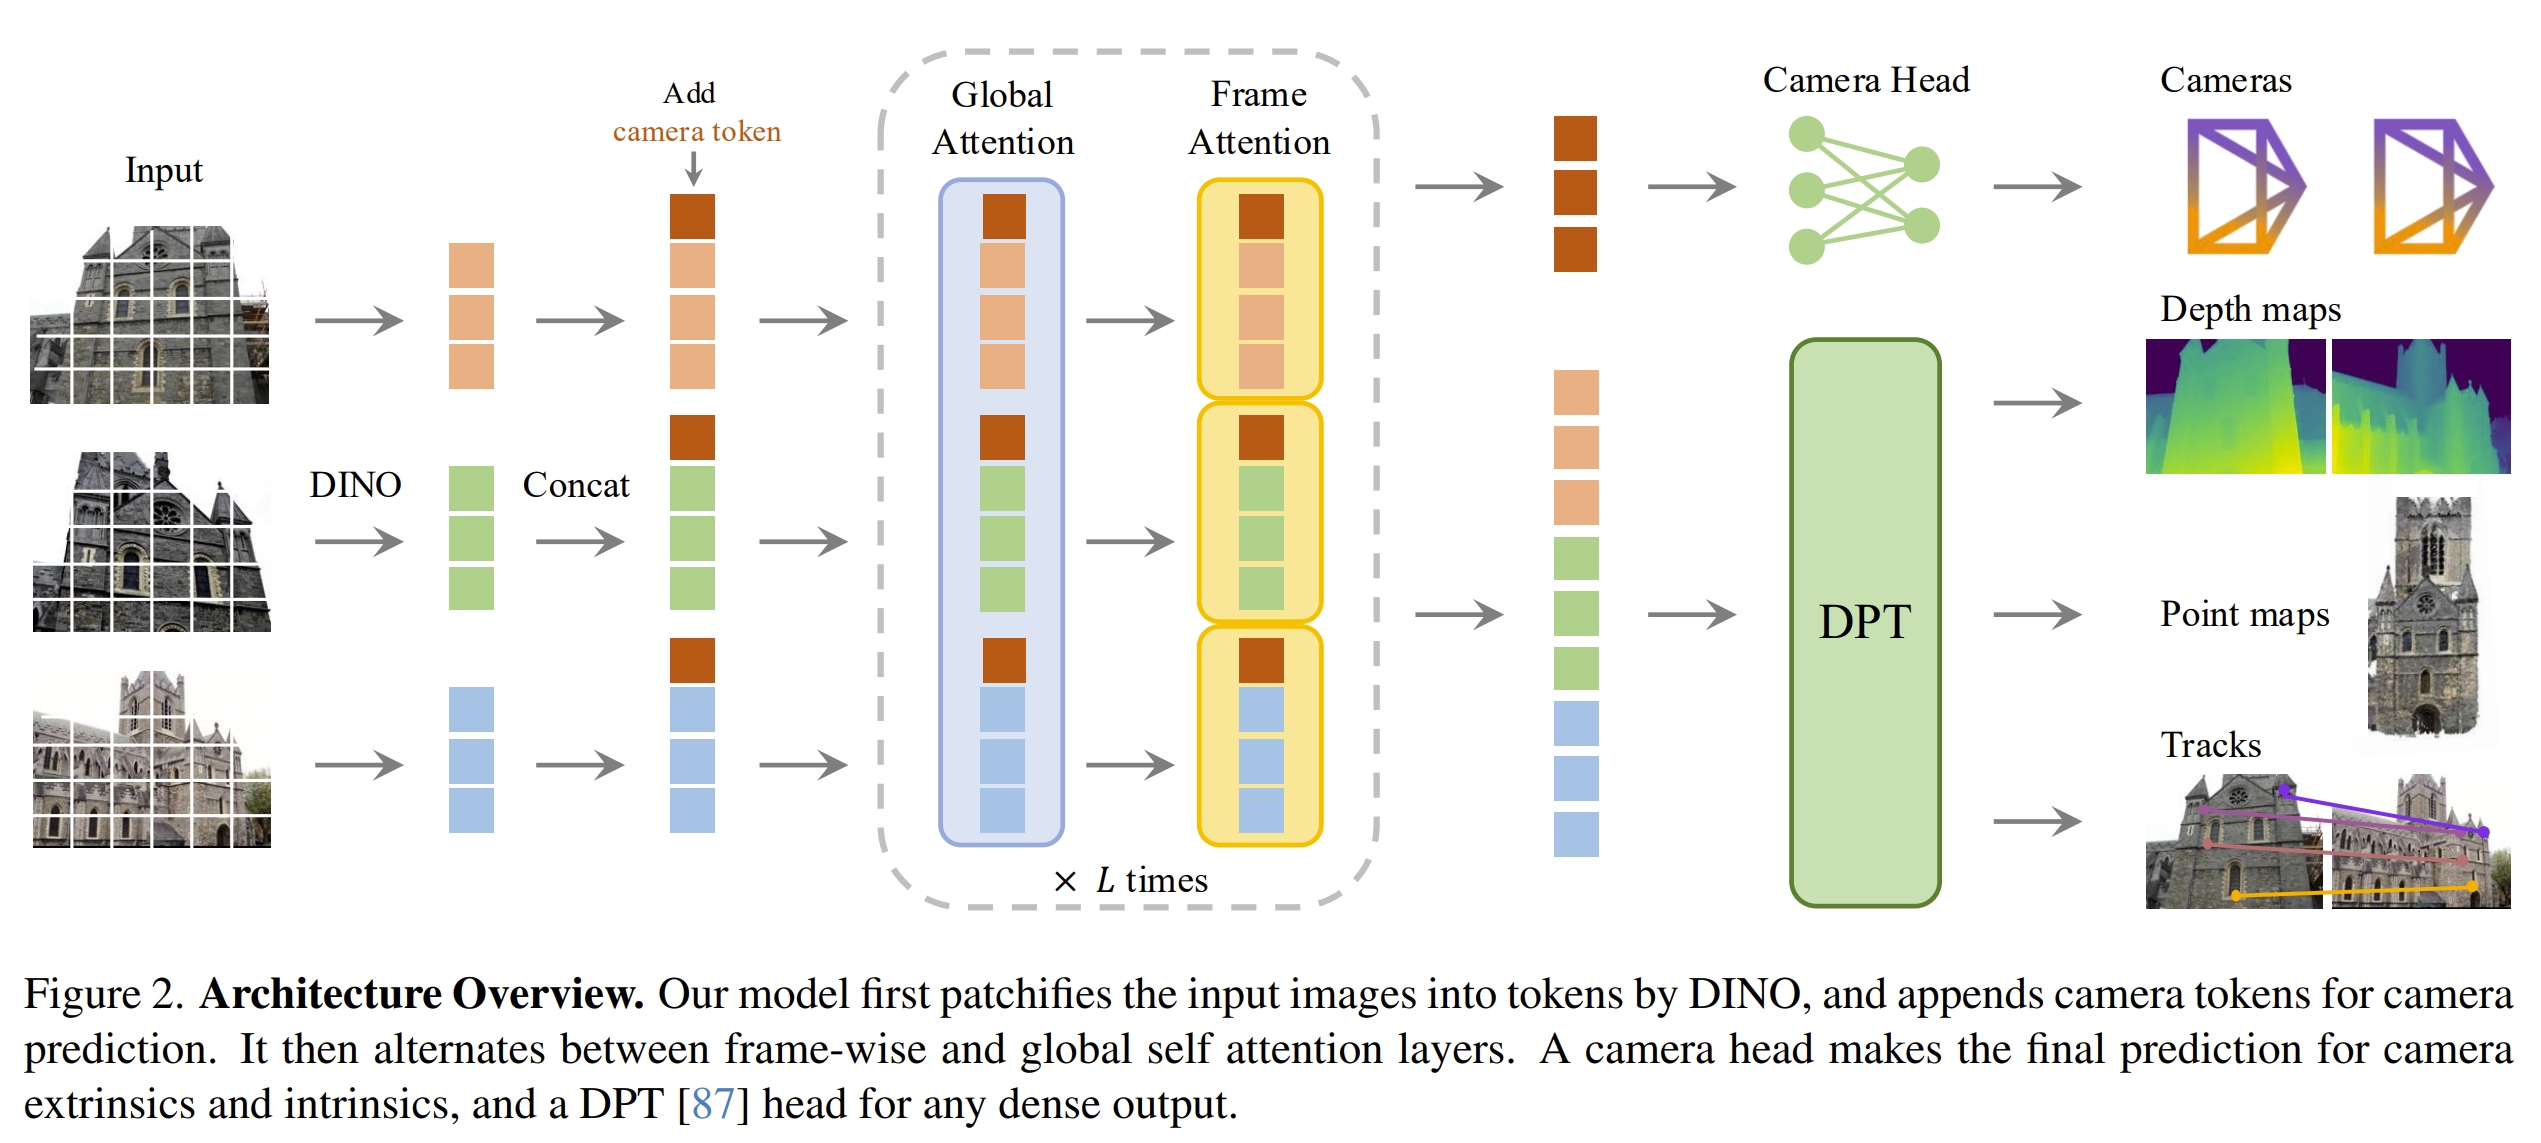 Input
DINO
Concat
Add
camera token
Global
Attention
Frame
Attention
× L times
Camera Head
DPT
Cameras
Depth maps
Point maps
Tracks
Figure 2. Architecture Overview. Our model first patchifies the input images into tokens by DINO, and appends camera tokens for camera
prediction. It then alternates between frame-wise and global self attention layers. A camera head makes the final prediction for camera
extrinsics and intrinsics, and a DPT [87] head for any dense output.